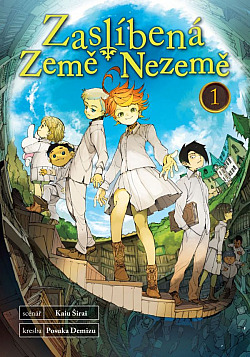 Zaslíbená
Země Nezemě
1
scénář Kaiu Širai
kresba Posuka Demizu